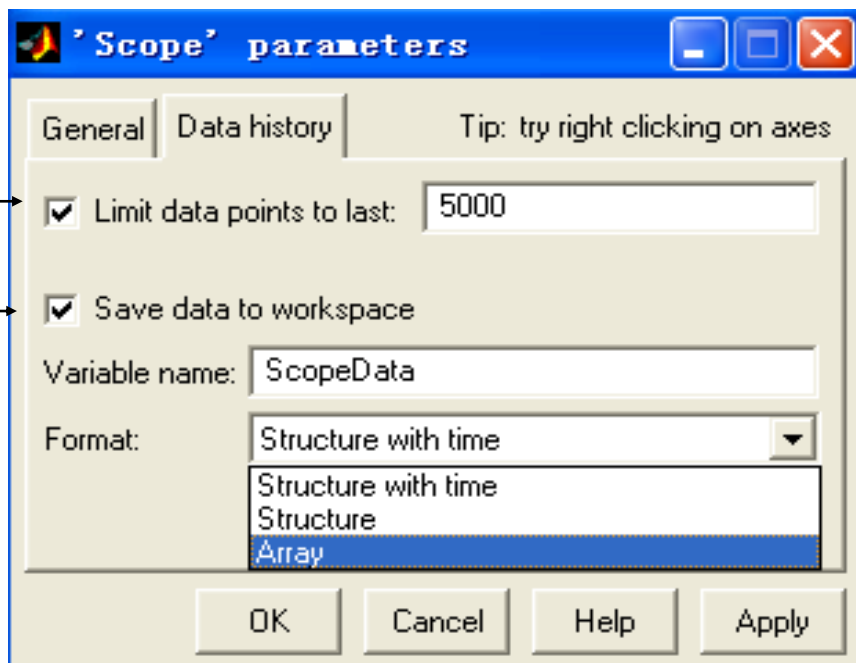 'Scope' parameters
General Data history Tip: try right clicking on axes
Limit data points to last: 5000
Save data to workspace
Variable name: ScopeData
Format: Structure with time
Structure with time
Structure
Array
OK Cancel Help Apply